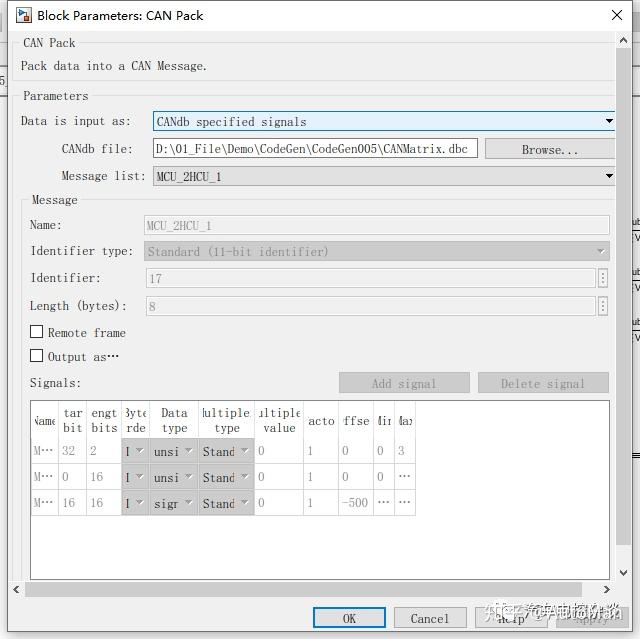 Block Parameters: CAN Pack
CAN Pack
Pack data into a CAN Message.
Parameters
Data is input as: CANdb specified signals
CANdb file: D:\01_File\Demo\CodeGen\CodeGen005\CANMatrix.dbc Browse...
Message list: MCU_2HCU_1
Message
Name: MCU_2HCU_1
Identifier type: Standard (11-bit identifier)
Identifier: 17
Length (bytes): 8
Remote frame
Output as…
Signals: Add signal Delete signal
Name tar engt Byte Data ultiple ultiple acto ffse Min Max
bit bits rde type type value
M… 32 2 unsi Stand 0 1 0 0 3
M… 0 16 unsi Stand 0 1 0 0 …
M… 16 16 sigr Stand 0 1 -500 … …
OK Cancel Help Apply